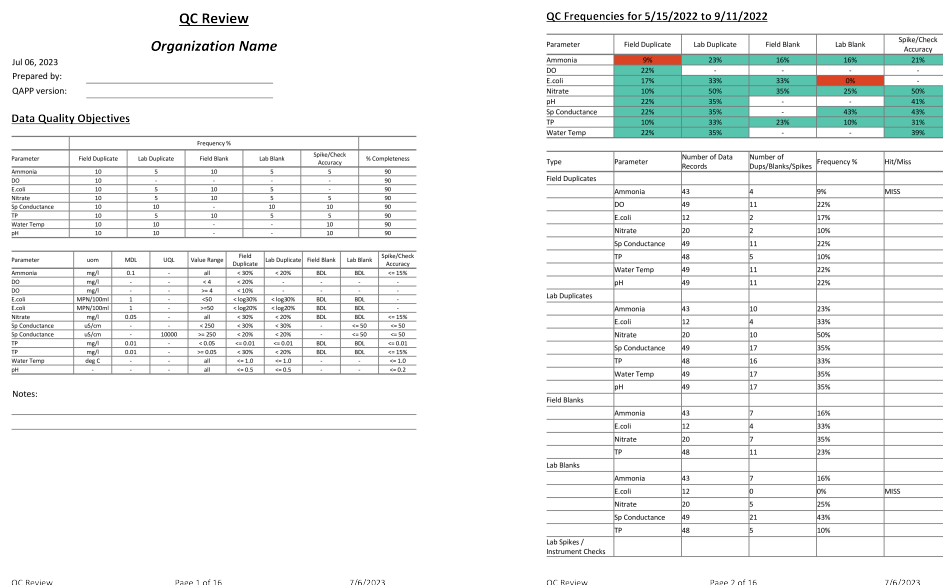 QC Review
Organization Name
Jul 06, 2023
Prepared by:
QAPP version:
Data Quality Objectives
Frequency %
Parameter Field Duplicate Lab Duplicate Field Blank Lab Blank Spike/Check Accuracy % Completeness
Ammonia 10 5 10 5 5 90
DO 10 - - - - 90
E.coli 10 5 10 5 - 90
Nitrate 10 5 10 5 5 90
Sp Conductance 10 10 - 10 10 90
TP 10 5 10 5 5 90
Water Temp 10 10 - - 10 90
pH 10 10 - - 10 90
Parameter uom MDL UQL Value Range Field Duplicate Lab Duplicate Field Blank Lab Blank Spike/Check Accuracy
Ammonia mg/l 0.1 - all < 30% < 20% BDL BDL <= 15%
DO mg/l - - < 4 < 20% - - - -
DO mg/l - - >= 4 < 10% - - - -
E.coli MPN/100ml 1 - <50 < log30% < log30% BDL BDL -
E.coli MPN/100ml 1 - >=50 < log20% < log20% BDL BDL -
Nitrate mg/l 0.05 - all < 30% < 20% BDL BDL <= 15%
Sp Conductance uS/cm - - < 250 < 30% < 30% - <= 50 <= 50
Sp Conductance uS/cm - 10000 >= 250 < 20% < 20% - <= 50 <= 50
TP mg/l 0.01 - < 0.05 <= 0.01 <= 0.01 BDL BDL <= 0.01
TP mg/l 0.01 - >= 0.05 < 30% < 20% BDL BDL <= 15%
Water Temp deg C - - all <= 1.0 <= 1.0 - - <= 1.0
pH - - - all <= 0.5 <= 0.5 - - <= 0.2
Notes:
QC Review Page 1 of 16 7/6/2023
QC Frequencies for 5/15/2022 to 9/11/2022
Parameter Field Duplicate Lab Duplicate Field Blank Lab Blank Spike/Check Accuracy
Ammonia 9% 23% 16% 16% 21%
DO 22% - - - -
E.coli 17% 33% 33% 0% -
Nitrate 10% 50% 35% 25% 50%
pH 22% 35% - - 41%
Sp Conductance 22% 35% - 43% 43%
TP 10% 33% 23% 10% 31%
Water Temp 22% 35% - - 39%
Type Parameter Number of Data Records Number of Dups/Blanks/Spikes Frequency % Hit/Miss
Field Duplicates
Ammonia 43 4 9% MISS
DO 49 11 22%
E.coli 12 2 17%
Nitrate 20 2 10%
Sp Conductance 49 11 22%
TP 48 5 10%
Water Temp 49 11 22%
pH 49 11 22%
Lab Duplicates
Ammonia 43 10 23%
E.coli 12 4 33%
Nitrate 20 10 50%
Sp Conductance 49 17 35%
TP 48 16 33%
Water Temp 49 17 35%
pH 49 17 35%
Field Blanks
Ammonia 43 7 16%
E.coli 12 4 33%
Nitrate 20 7 35%
TP 48 11 23%
Lab Blanks
Ammonia 43 7 16%
E.coli 12 0 0% MISS
Nitrate 20 5 25%
Sp Conductance 49 21 43%
TP 48 5 10%
Lab Spikes /
Instrument Checks
QC Review Page 2 of 16 7/6/2023